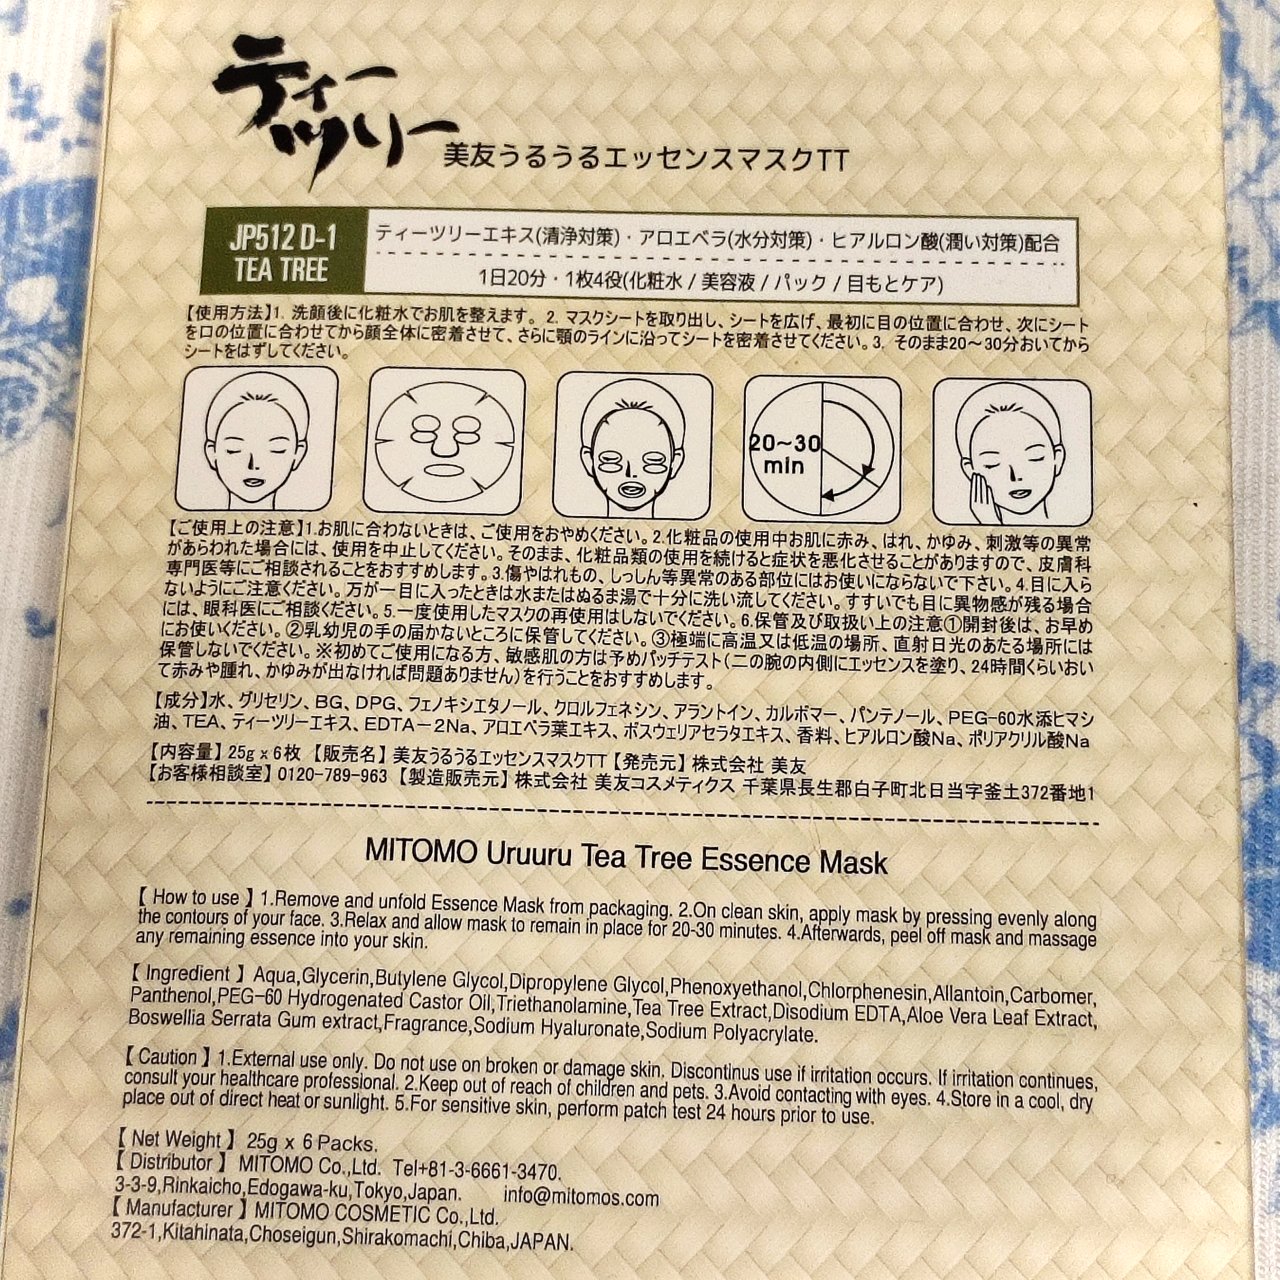 ティー
ツリー
美友うるうるエッセンスマスクTT
JP512 D-1
TEA TREE
ティーツリーエキス(清浄対策)・アロエベラ(水分対策)・ヒアルロン酸(潤い対策)配合
1日20分・1枚4役(化粧水 / 美容液 / パック / 目もとケア)
【使用方法】1. 洗顔後に化粧水でお肌を整えます。 2. マスクシートを取り出し、シートを広げ、最初に目の位置に合わせ、次にシート
を口の位置に合わせてから顔全体に密着させて、さらに顎のラインに沿ってシートを密着させてください。3. そのまま20〜30分おいてから
シートをはずしてください。
20~30
min
【ご使用上の注意】1.お肌に合わないときは、ご使用をおやめください。2.化粧品の使用中お肌に赤み、はれ、かゆみ、刺激等の異常
があらわれた場合には、使用を中止してください。そのまま、化粧品類の使用を続けると症状を悪化させることがありますので、皮膚科
専門医等にご相談されることをおすすめします。3.傷やはれもの、しっしん等異常のある部位にはお使いにならないで下さい。4.目に入ら
ないようにご注意ください。万が一目に入ったときは水またはぬるま湯で十分に洗い流してください。すすいでも目に異物感が残る場合
には、眼科医にご相談ください。5.一度使用したマスクの再使用はしないでください。6.保管及び取扱い上の注意①開封後は、お早め
にお使いください。②乳幼児の手の届かないところに保管してください。③極端に高温又は低温の場所、直射日光のあたる場所には
保管しないでください。※初めてご使用になる方、敏感肌の方は予めパッチテスト(二の腕の内側にエッセンスを塗り、24時間くらいおい
て赤みや腫れ、かゆみが出なければ問題ありません)を行うことをおすすめします。
【成分】水、グリセリン、BG、DPG、フェノキシエタノール、クロルフェネシン、アラントイン、カルボマー、パンテノール、PEG-60水添ヒマシ
油、TEA、ティーツリーエキス、EDTA－2Na、アロエベラ葉エキス、ボスウェリアセラタエキス、香料、ヒアルロン酸Na、ポリアクリル酸Na
【内容量】25g x 6枚 【販売名】美友うるうるエッセンスマスクTT【発売元】株式会社 美友
【お客様相談室】0120-789-963 【製造販売元】株式会社 美友コスメティクス 千葉県長生郡白子町北日当字釜土372番地1
MITOMO Uruuru Tea Tree Essence Mask
【 How to use 】1.Remove and unfold Essence Mask from packaging. 2.On clean skin, apply mask by pressing evenly along
the contours of your face. 3.Relax and allow mask to remain in place for 20-30 minutes. 4.Afterwards, peel off mask and massage
any remaining essence into your skin.
【 Ingredient 】Aqua,Glycerin,Butylene Glycol,Dipropylene Glycol,Phenoxyethanol,Chlorphenesin,Allantoin,Carbomer,
Panthenol,PEG-60 Hydrogenated Castor Oil,Triethanolamine,Tea Tree Extract,Disodium EDTA,Aloe Vera Leaf Extract,
Boswellia Serrata Gum extract,Fragrance,Sodium Hyaluronate,Sodium Polyacrylate.
【 Caution 】1.External use only. Do not use on broken or damage skin. Discontinus use if irritation occurs. If irritation continues,
consult your healthcare professional. 2.Keep out of reach of children and pets. 3.Avoid contacting with eyes. 4.Store in a cool, dry
place out of direct heat or sunlight. 5.For sensitive skin, perform patch test 24 hours prior to use.
【 Net Weight 】 25g x 6 Packs.
【 Distributor 】 MITOMO Co.,Ltd. Tel+81-3-6661-3470.
3-3-9,Rinkaicho,Edogawa-ku,Tokyo,Japan. info@mitomos.com
【 Manufacturer 】MITOMO COSMETIC Co.,Ltd.
372-1,Kitahinata,Choseigun,Shirakomachi,Chiba,JAPAN.